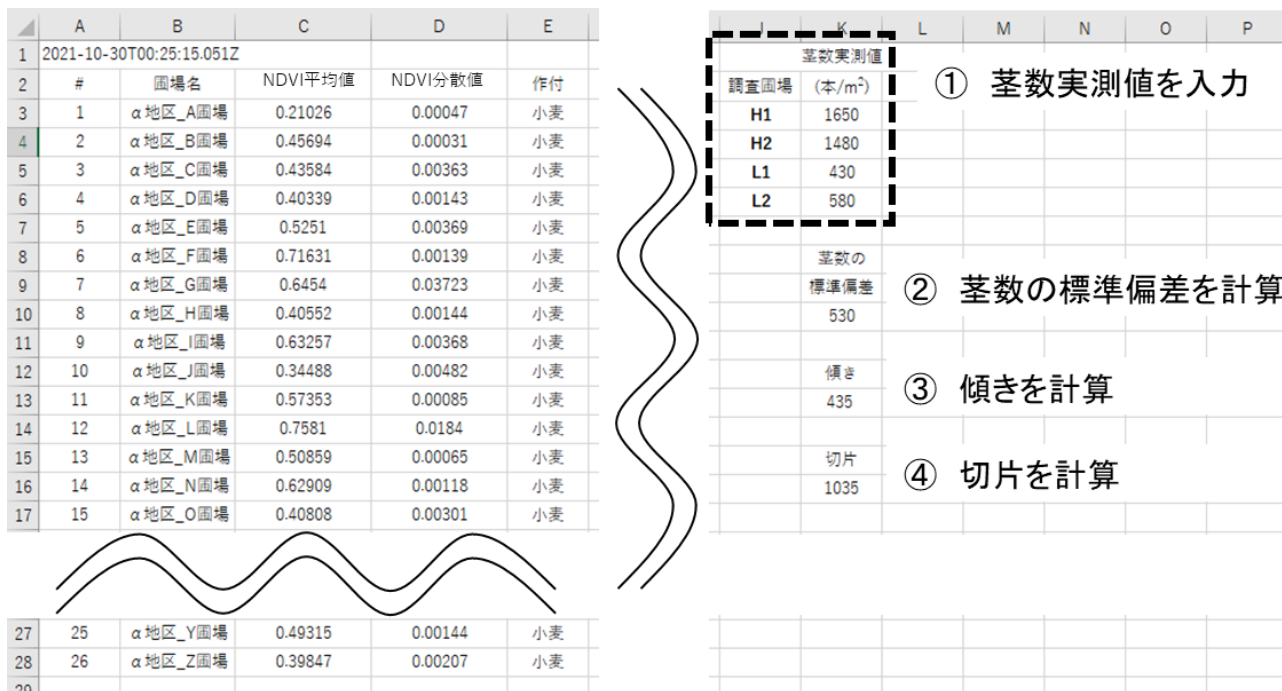 A B C D E
1 2021-10-30T00:25:15.051Z
2 # 圃場名 NDVI平均値 NDVI分散値 作付
3 1 α地区_A圃場 0.21026 0.00047 小麦
4 2 α地区_B圃場 0.45694 0.00031 小麦
5 3 α地区_C圃場 0.43584 0.00363 小麦
6 4 α地区_D圃場 0.40339 0.00143 小麦
7 5 α地区_E圃場 0.5251 0.00369 小麦
8 6 α地区_F圃場 0.71631 0.00139 小麦
9 7 α地区_G圃場 0.6454 0.03723 小麦
10 8 α地区_H圃場 0.40552 0.00144 小麦
11 9 α地区_I圃場 0.63257 0.00368 小麦
12 10 α地区_J圃場 0.34488 0.00482 小麦
13 11 α地区_K圃場 0.57353 0.00085 小麦
14 12 α地区_L圃場 0.7581 0.0184 小麦
15 13 α地区_M圃場 0.50859 0.00065 小麦
16 14 α地区_N圃場 0.62909 0.00118 小麦
17 15 α地区_O圃場 0.40808 0.00301 小麦
27 25 α地区_Y圃場 0.49315 0.00144 小麦
28 26 α地区_Z圃場 0.39847 0.00207 小麦
29
J K L M N O P
茎数実測値
調査圃場 (本/m²)
H1 1650
H2 1480
L1 430
L2 580
① 茎数実測値を入力
茎数の
標準偏差
530
② 茎数の標準偏差を計算
傾き
435
③ 傾きを計算
切片
1035
④ 切片を計算